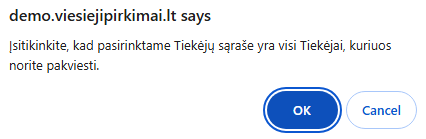 demo.viesiejipirkimai.lt says
Įsitikinkite, kad pasirinktame Tiekėjų sąraše yra visi Tiekėjai, kuriuos
norite pakviesti.
OK
Cancel